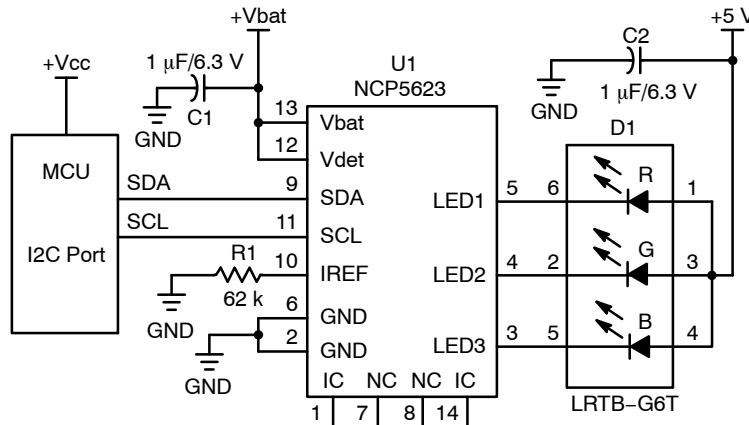 +Vbat
+5 V
+Vcc
1 μF/6.3 V
U1
NCP5623
C2
GND
C1
GND
1 μF/6.3 V
D1
MCU
I2C Port
SDA
SCL
13
Vbat
12
Vdet
9
SDA
11
SCL
R1
62 k
10
IREF
GND
6
GND
2
GND
GND
LED1
5
6
R
1
LED2
4
2
G
3
LED3
3
5
B
4
IC
NC
NC
IC
1
7
8
14
LRTB–G6T